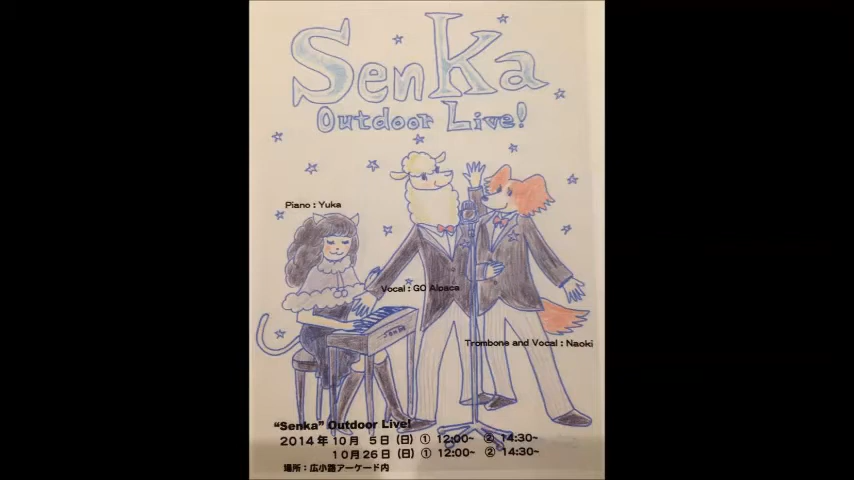 SenKa
Outdoor Live!
Piano : Yuka
Vocal : GO Alpaca
Trombone and Vocal : Naoki
“Senka” Outdoor Live!
2014年 10月 5日 (日) ① 12:00~ ② 14:30~
10月26日 (日) ① 12:00~ ② 14:30~
場所：広小路アーケード内